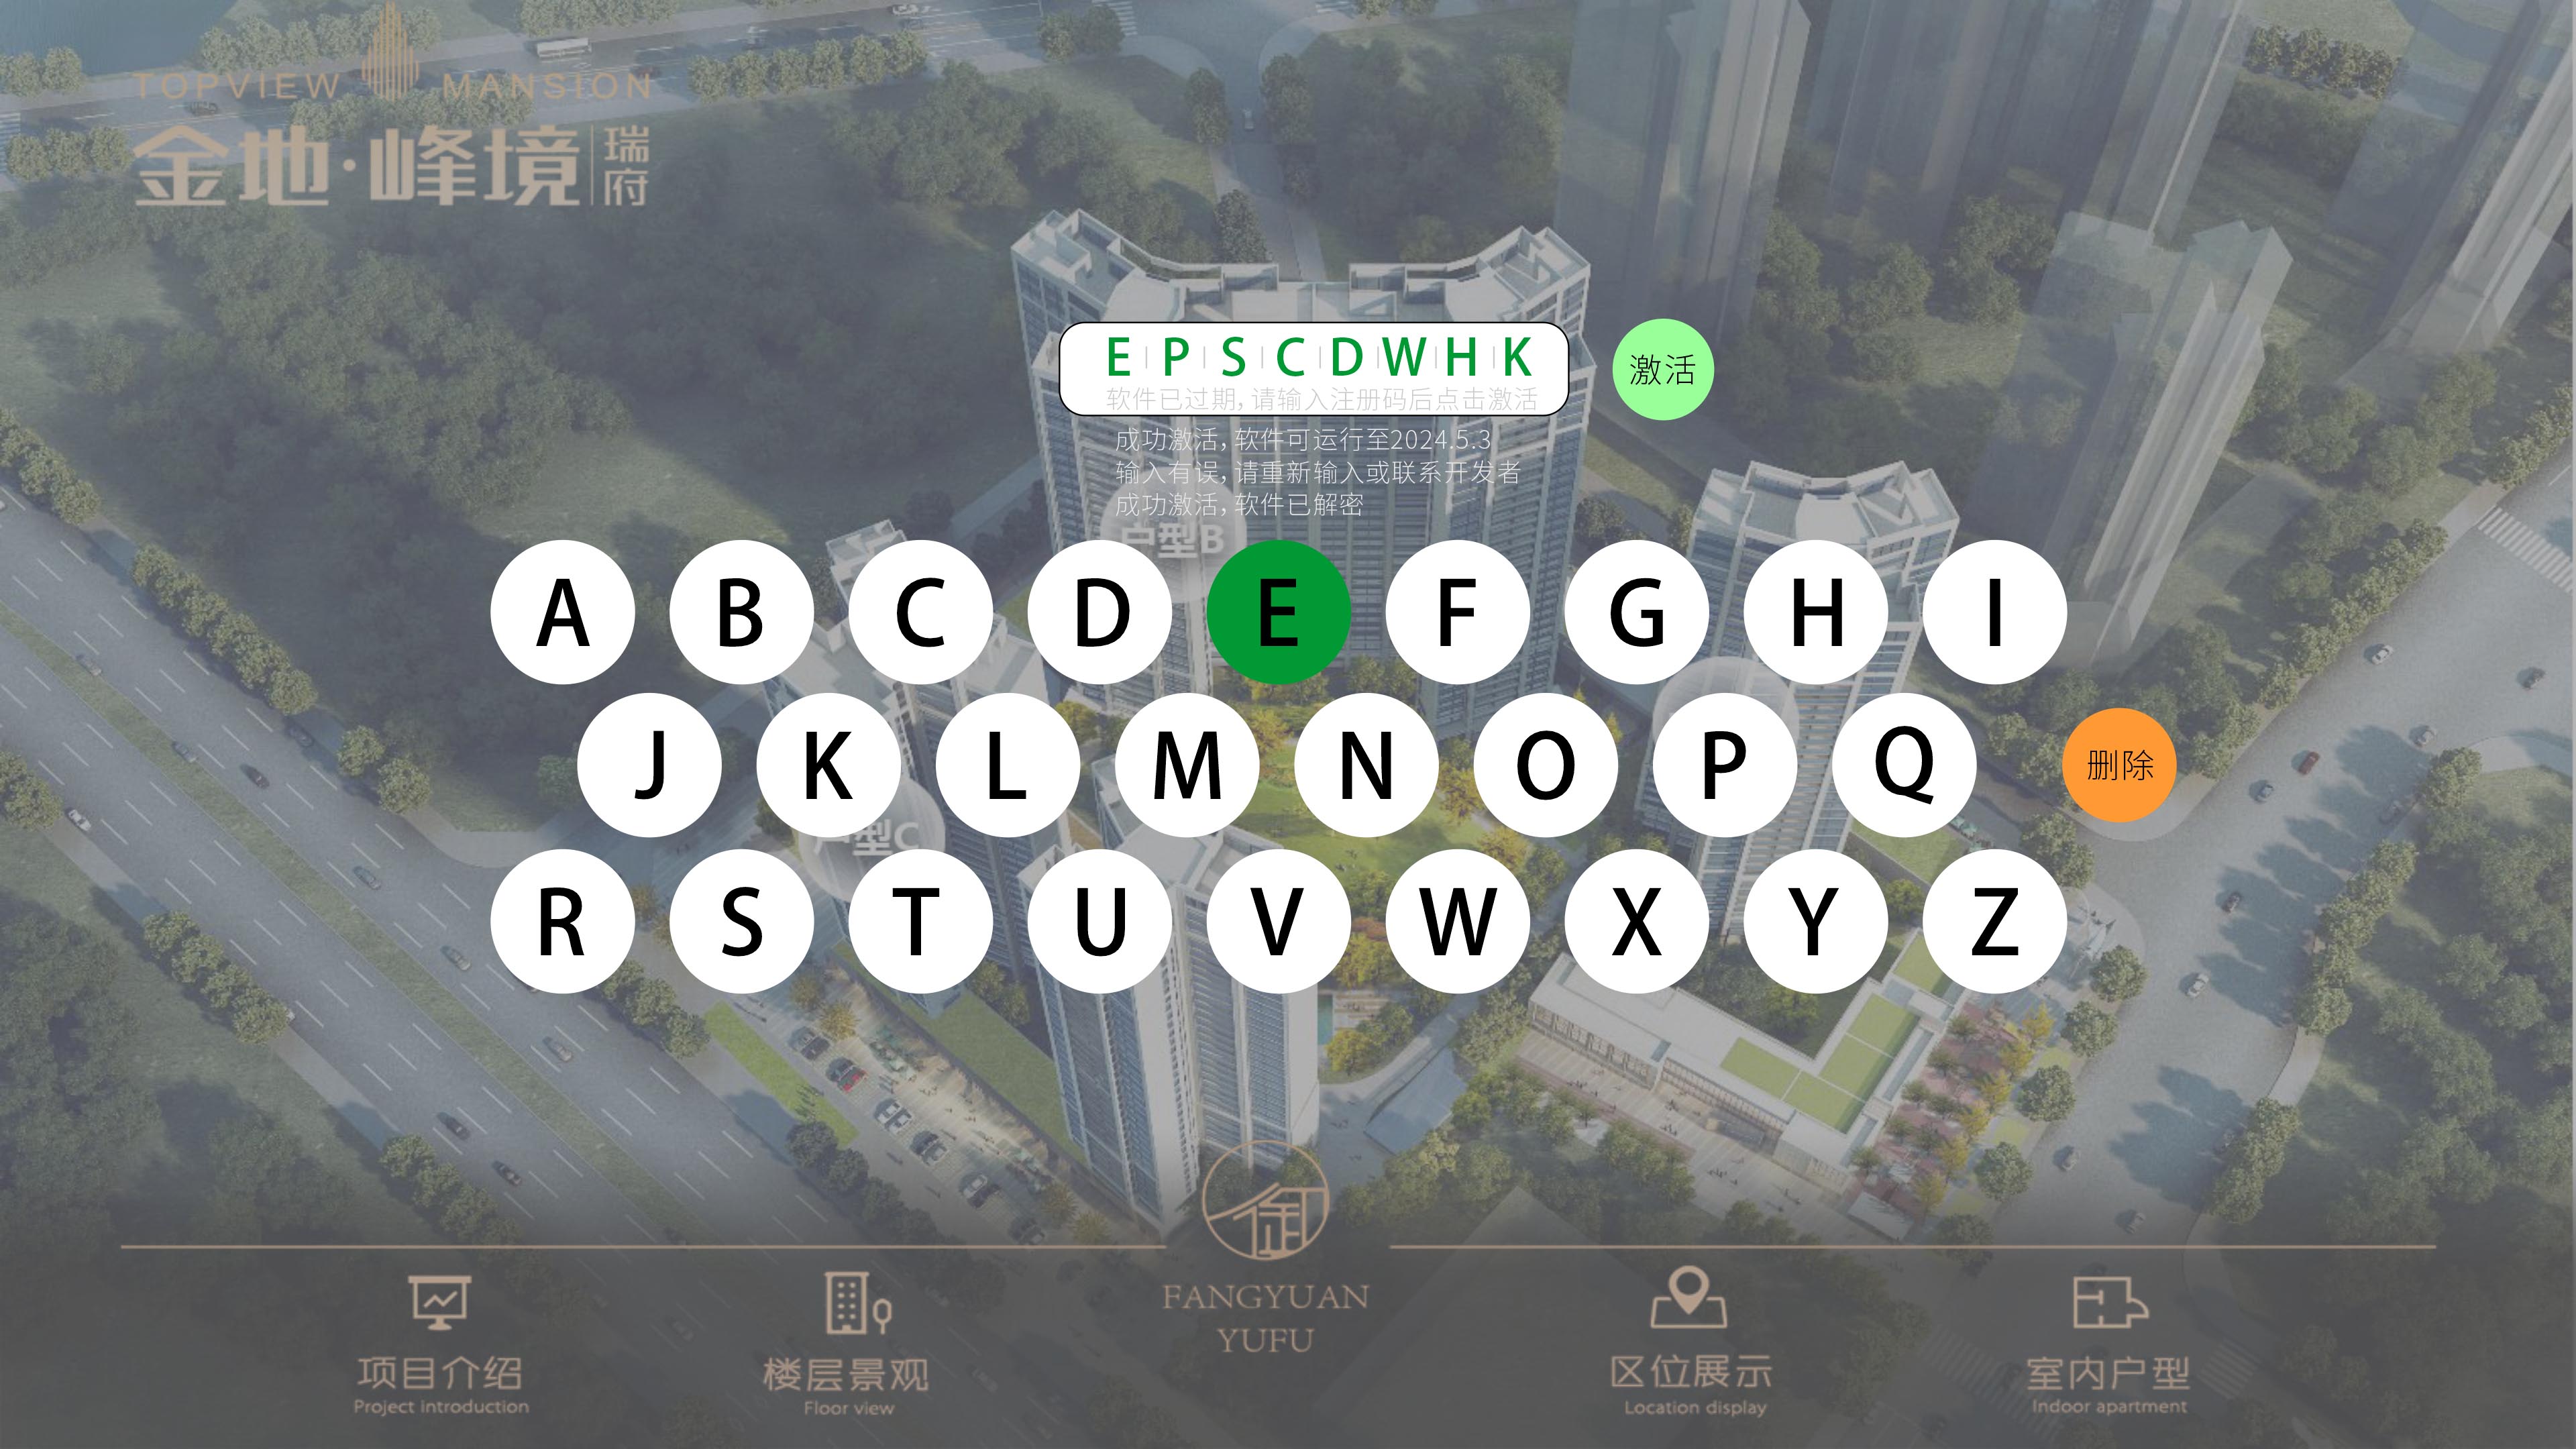 TOPVIEW MANSION
金地·峰境 瑞府
E P S C D W H K
软件已过期，请输入注册码后点击激活
激活
成功激活，软件可运行至2024.5.3
输入有误，请重新输入或联系开发者
成功激活，软件已解密
户型B
A B C D E F G H I
J K L M N O P Q
删除
户型C
R S T U V W X Y Z
御
FANGYUAN
YUFU
项目介绍
Project introduction
楼层景观
Floor view
区位展示
Location display
室内户型
Indoor apartment